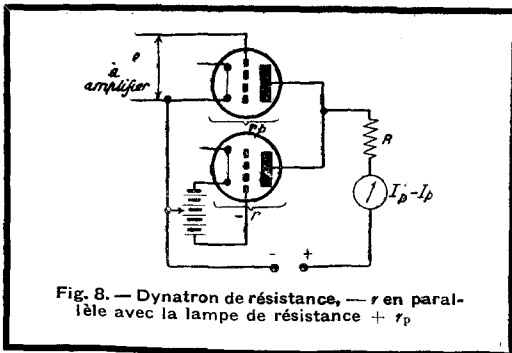 e
à
amplifier
rp
R
I'p-Ip
-r
- +
Fig. 8. — Dynatron de résistance, — r en paral-
lèle avec la lampe de résistance + rp